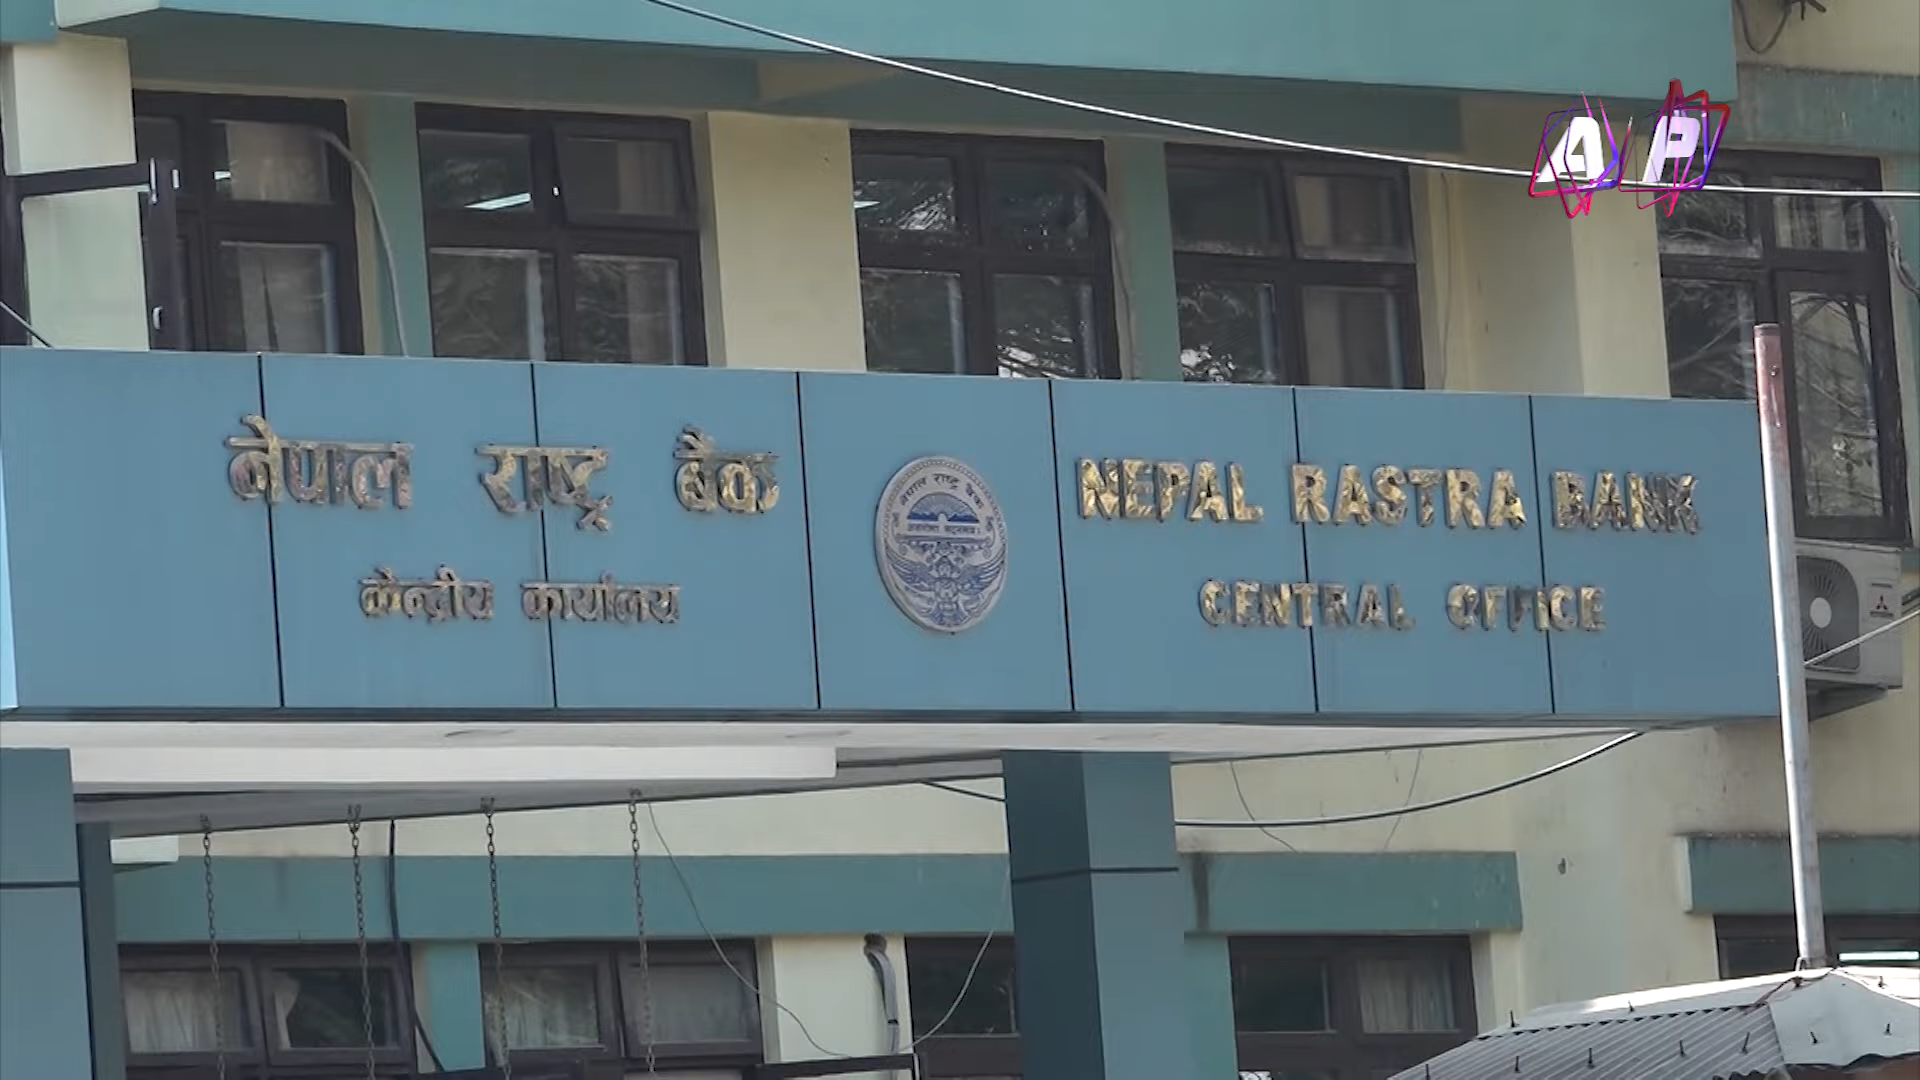 AP
नेपाल राष्ट्र बैंक
केन्द्रीय कार्यालय
नेपाल राष्ट्र बैंक
NEPAL RASTRA BANK
CENTRAL OFFICE